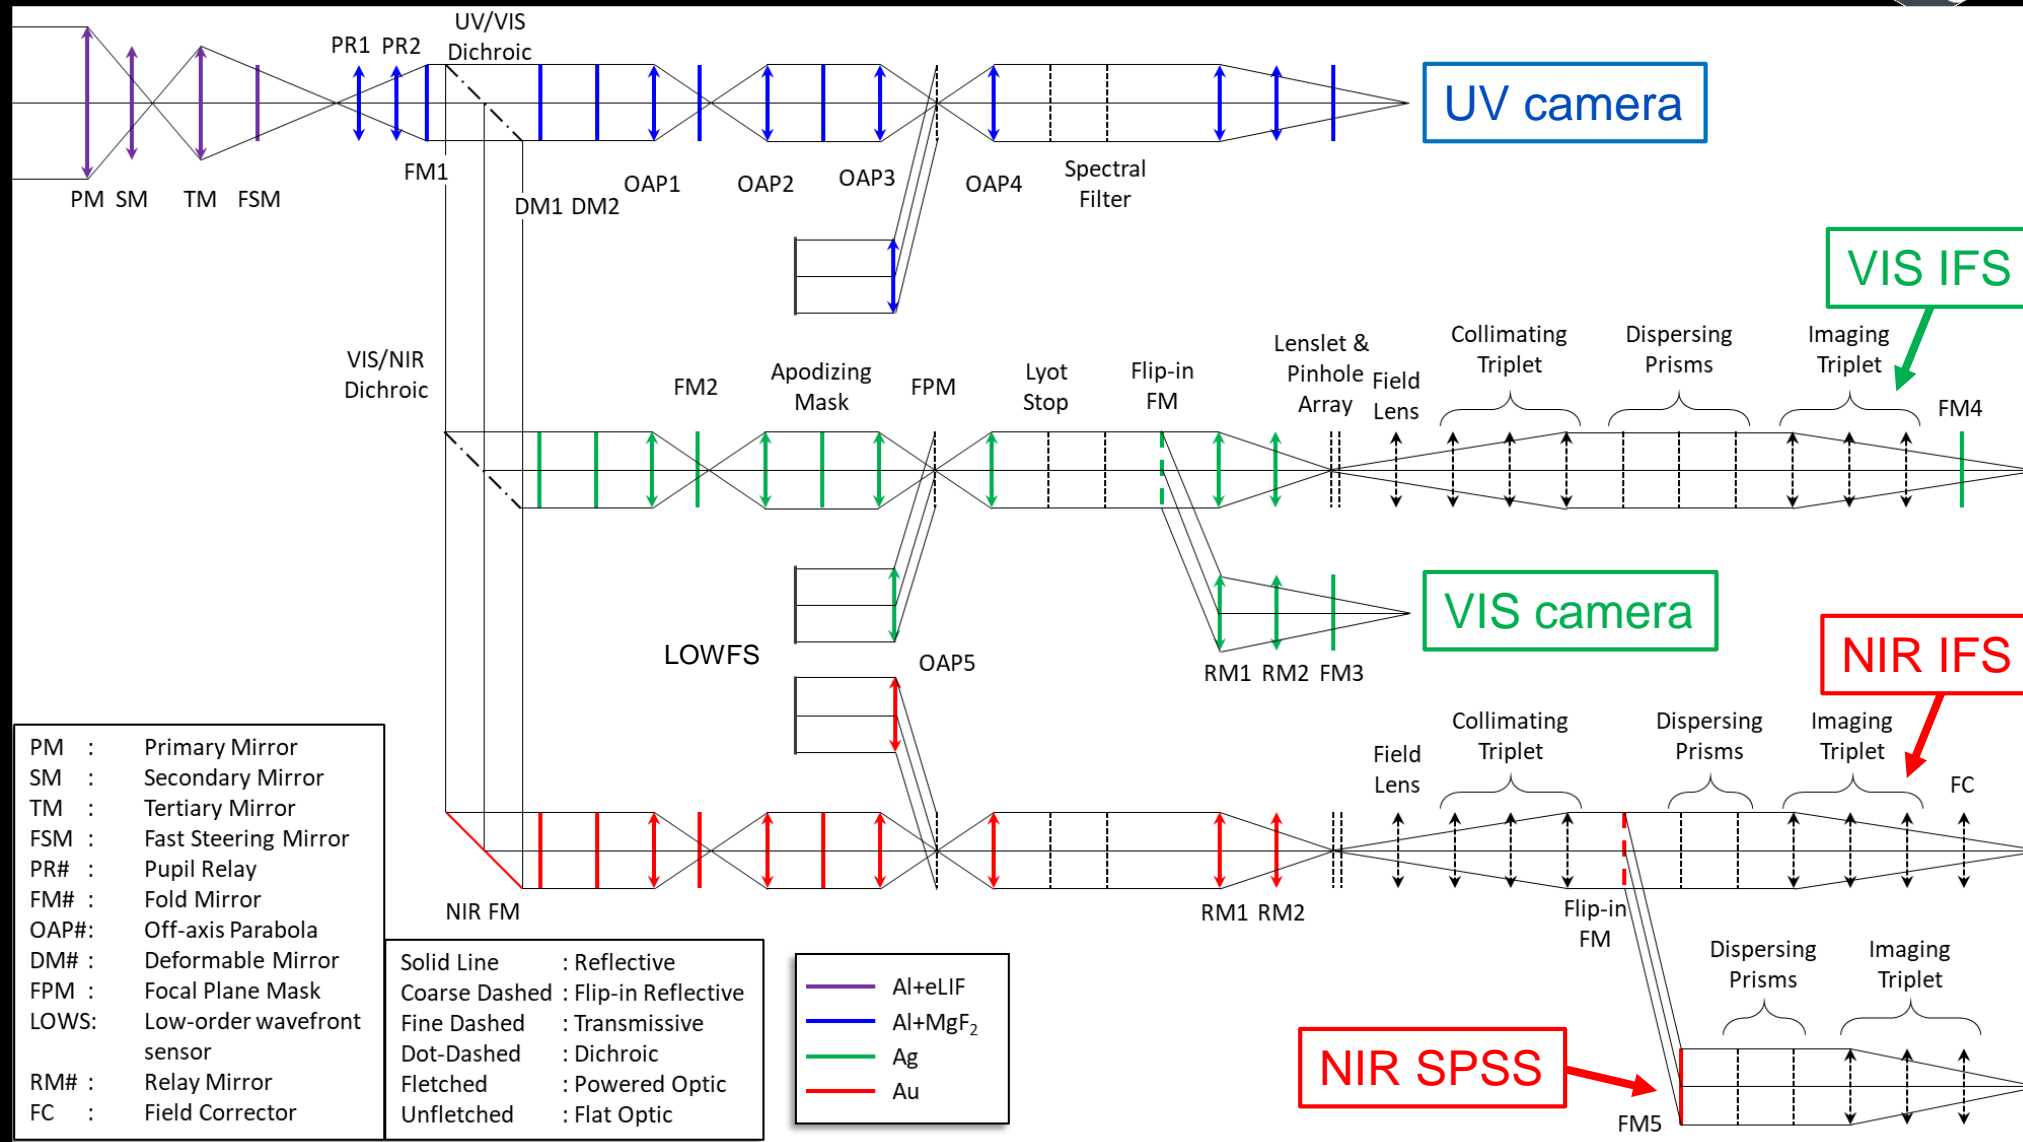 UV/VIS
Dichroic
PR1 PR2
UV camera
FM1
PM SM TM FSM
DM1 DM2
OAP1
OAP2
OAP3
OAP4
Spectral
Filter
VIS IFS
VIS/NIR
Dichroic
FM2
Apodizing
Mask
FPM
Lyot
Stop
Flip-in
FM
Lenslet &
Pinhole
Array
Field
Lens
Collimating
Triplet
Dispersing
Prisms
Imaging
Triplet
FM4
VIS camera
LOWFS
OAP5
RM1 RM2 FM3
NIR IFS
Field
Lens
Collimating
Triplet
Dispersing
Prisms
Imaging
Triplet
FC
NIR FM
RM1 RM2
Flip-in
FM
Dispersing
Prisms
Imaging
Triplet
NIR SPSS
FM5
PM : Primary Mirror
SM : Secondary Mirror
TM : Tertiary Mirror
FSM : Fast Steering Mirror
PR# : Pupil Relay
FM# : Fold Mirror
OAP#: Off-axis Parabola
DM# : Deformable Mirror
FPM : Focal Plane Mask
LOWS: Low-order wavefront
sensor
RM# : Relay Mirror
FC : Field Corrector
Solid Line : Reflective
Coarse Dashed : Flip-in Reflective
Fine Dashed : Transmissive
Dot-Dashed : Dichroic
Fletched : Powered Optic
Unfletched : Flat Optic
Al+eLIF
Al+MgF₂
Ag
Au